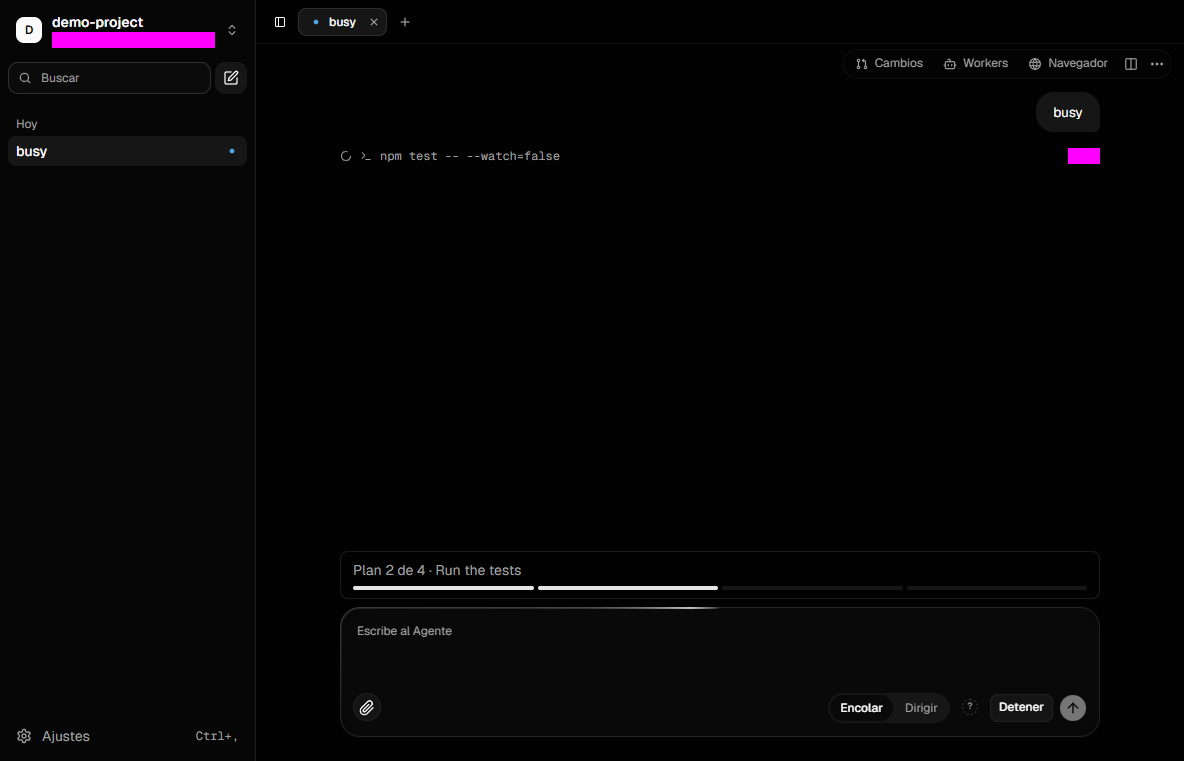 D
demo-project
Buscar
Hoy
busy
Ajustes
Ctrl+,
busy
Cambios
Workers
Navegador
busy
npm test -- --watch=false
Plan 2 de 4 · Run the tests
Escribe al Agente
Encolar
Dirigir
?
Detener